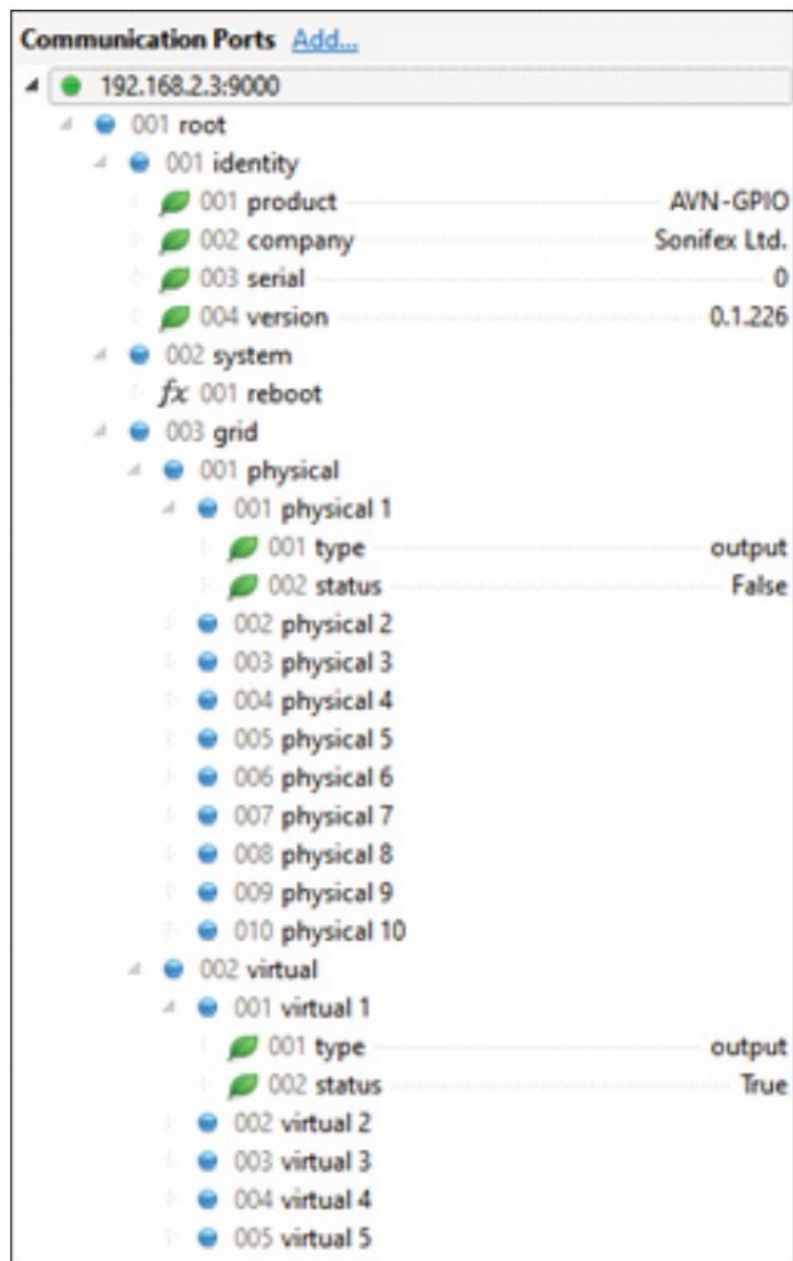 Communication Ports Add...
192.168.2.3:9000
001 root
001 identity
001 product AVN-GPIO
002 company Sonifex Ltd.
003 serial 0
004 version 0.1.226
002 system
fx 001 reboot
003 grid
001 physical
001 physical 1
001 type output
002 status False
002 physical 2
003 physical 3
004 physical 4
005 physical 5
006 physical 6
007 physical 7
008 physical 8
009 physical 9
010 physical 10
002 virtual
001 virtual 1
001 type output
002 status True
002 virtual 2
003 virtual 3
004 virtual 4
005 virtual 5